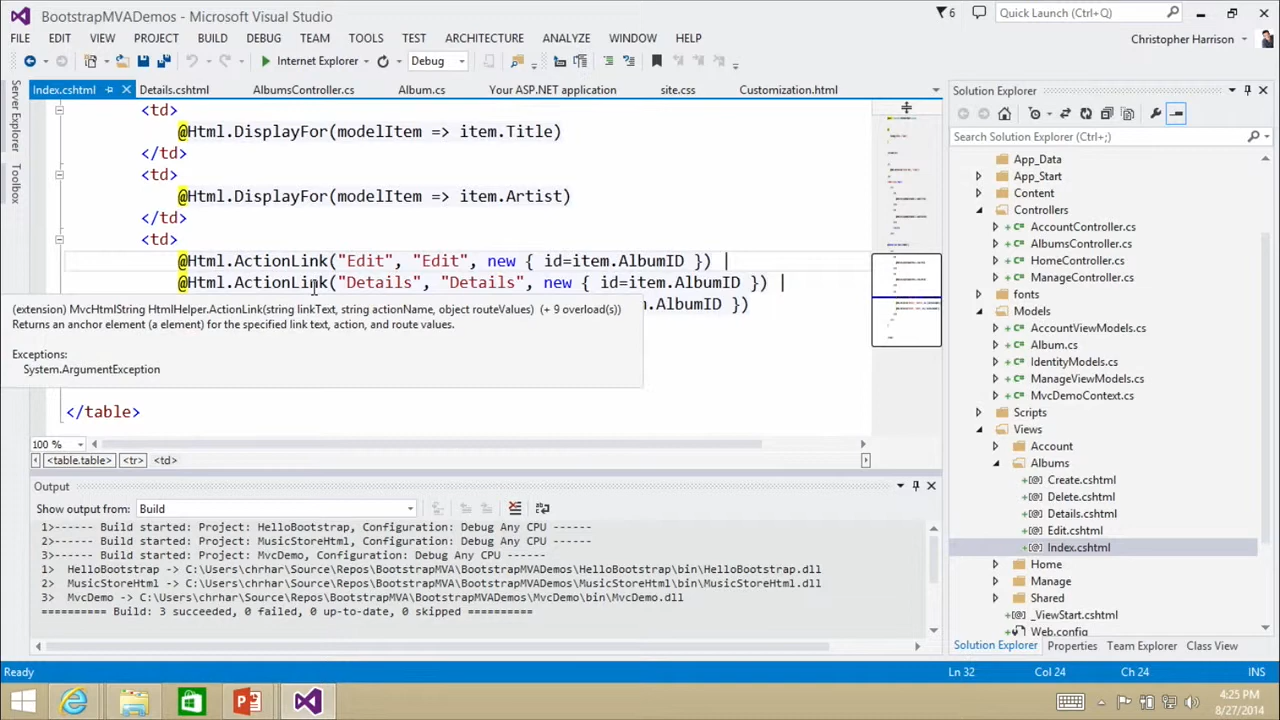 BootstrapMVADemos - Microsoft Visual Studio
6
Quick Launch (Ctrl+Q)
FILE EDIT VIEW PROJECT BUILD DEBUG TEAM TOOLS TEST ARCHITECTURE ANALYZE WINDOW HELP
Christopher Harrison
Internet Explorer
Debug
Server Explorer
Toolbox
Index.cshtml
Details.cshtml
AlbumsController.cs
Album.cs
Your ASP.NET application
site.css
Customization.html
<td>
@Html.DisplayFor(modelItem => item.Title)
</td>
<td>
@Html.DisplayFor(modelItem => item.Artist)
</td>
<td>
@Html.ActionLink("Edit", "Edit", new { id=item.AlbumID }) |
@Html.ActionLink("Details", "Details", new { id=item.AlbumID }) |
m.AlbumID })
(extension) MvcHtmlString HtmlHelper.ActionLink(string linkText, string actionName, object routeValues) (+ 9 overload(s))
Returns an anchor element (a element) for the specified link text, action, and route values.
Exceptions:
System.ArgumentException
</table>
100 %
<table.table> <tr> <td>
Output
Show output from: Build
1>------ Build started: Project: HelloBootstrap, Configuration: Debug Any CPU ------
2>------ Build started: Project: MusicStoreHtml, Configuration: Debug Any CPU ------
3>------ Build started: Project: MvcDemo, Configuration: Debug Any CPU ------
1> HelloBootstrap -> C:\Users\chrhar\Source\Repos\BootstrapMVA\BootstrapMVADemos\HelloBootstrap\bin\HelloBootstrap.dll
2> MusicStoreHtml -> C:\Users\chrhar\Source\Repos\BootstrapMVA\BootstrapMVADemos\MusicStoreHtml\bin\MusicStoreHtml.dll
3> MvcDemo -> C:\Users\chrhar\Source\Repos\BootstrapMVA\BootstrapMVADemos\MvcDemo\bin\MvcDemo.dll
========== Build: 3 succeeded, 0 failed, 0 up-to-date, 0 skipped ==========
Solution Explorer
Search Solution Explorer (Ctrl+;)
App_Data
App_Start
Content
Controllers
AccountController.cs
AlbumsController.cs
HomeController.cs
ManageController.cs
fonts
Models
AccountViewModels.cs
Album.cs
IdentityModels.cs
ManageViewModels.cs
MvcDemoContext.cs
Scripts
Views
Account
Albums
Create.cshtml
Delete.cshtml
Details.cshtml
Edit.cshtml
Index.cshtml
Home
Manage
Shared
_ViewStart.cshtml
Web.config
Solution Explorer Properties Team Explorer Class View
Ready
Ln 32
Col 24
Ch 24
INS
4:25 PM
8/27/2014